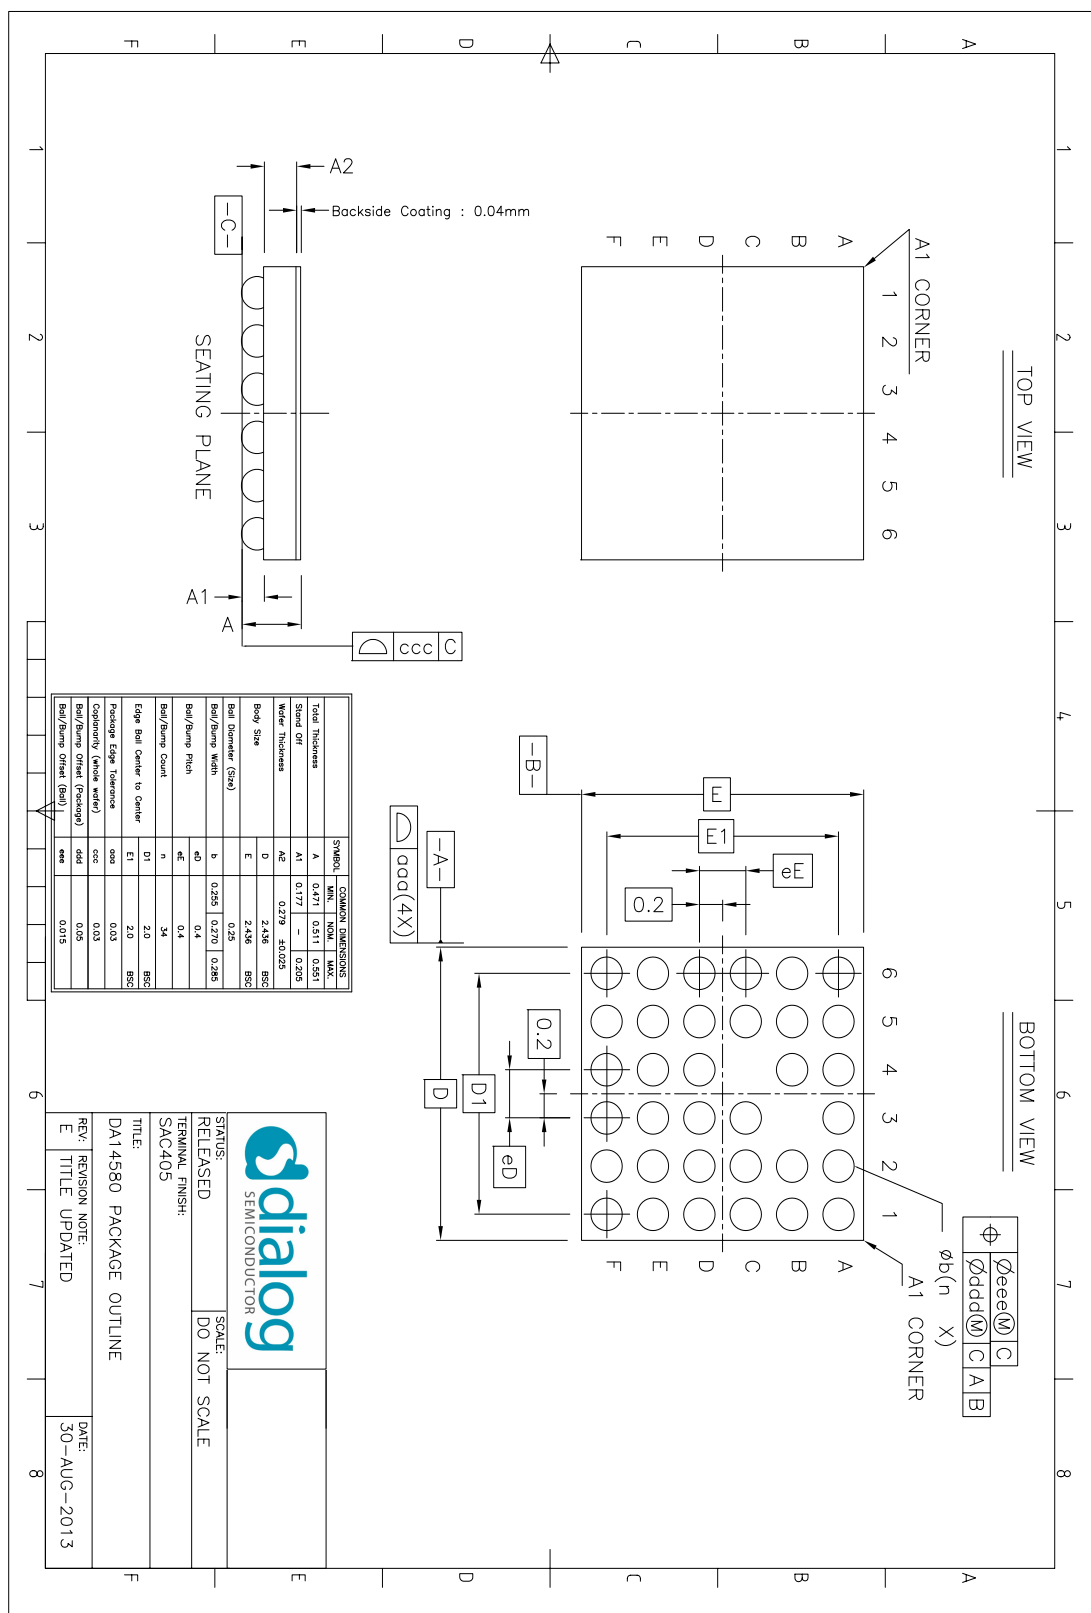 1 2 3 4 5 6 7 8
A B C D E F
TOP VIEW
A1 CORNER
1 2 3 4 5 6
A
B
C
D
E
F
BOTTOM VIEW
6 5 4 3 2 1
A
B
C
D
E
F
A1 CORNER
Øb(n X)
Øeee Ⓜ C
Øddd Ⓜ C A B
E
E1
eE
0.2
-B-
-A-
aaa(4X)
0.2
eD
D1
D
A2
Backside Coating : 0.04mm
-C-
SEATING PLANE
A1
A
ccc C
SYMBOL COMMON DIMENSIONS
MIN. NOM. MAX.
Total Thickness A 0.471 0.511 0.551
Stand Off A1 0.177 - 0.205
Wafer Thickness A2 0.279 ±0.025
Body Size D 2.436 BSC
E 2.436 BSC
Ball Diameter (Size) 0.25
Ball/Bump Width b 0.255 0.270 0.285
Ball/Bump Pitch eD 0.4
eE 0.4
Ball/Bump Count n 34
Edge Ball Center to Center D1 2.0 BSC
E1 2.0 BSC
Package Edge Tolerance aaa 0.03
Coplanarity (whole wafer) ccc 0.03
Ball/Bump Offset (Package) ddd 0.05
Ball/Bump Offset (Ball) eee 0.015
dialog
SEMICONDUCTOR
STATUS:
RELEASED
SCALE:
DO NOT SCALE
TERMINAL FINISH:
SAC405
TITLE:
DA14580 PACKAGE OUTLINE
REV:
E
REVISION NOTE:
TITLE UPDATED
DATE:
30-AUG-2013
1 2 3 4 5 6 7 8
A B C D E F